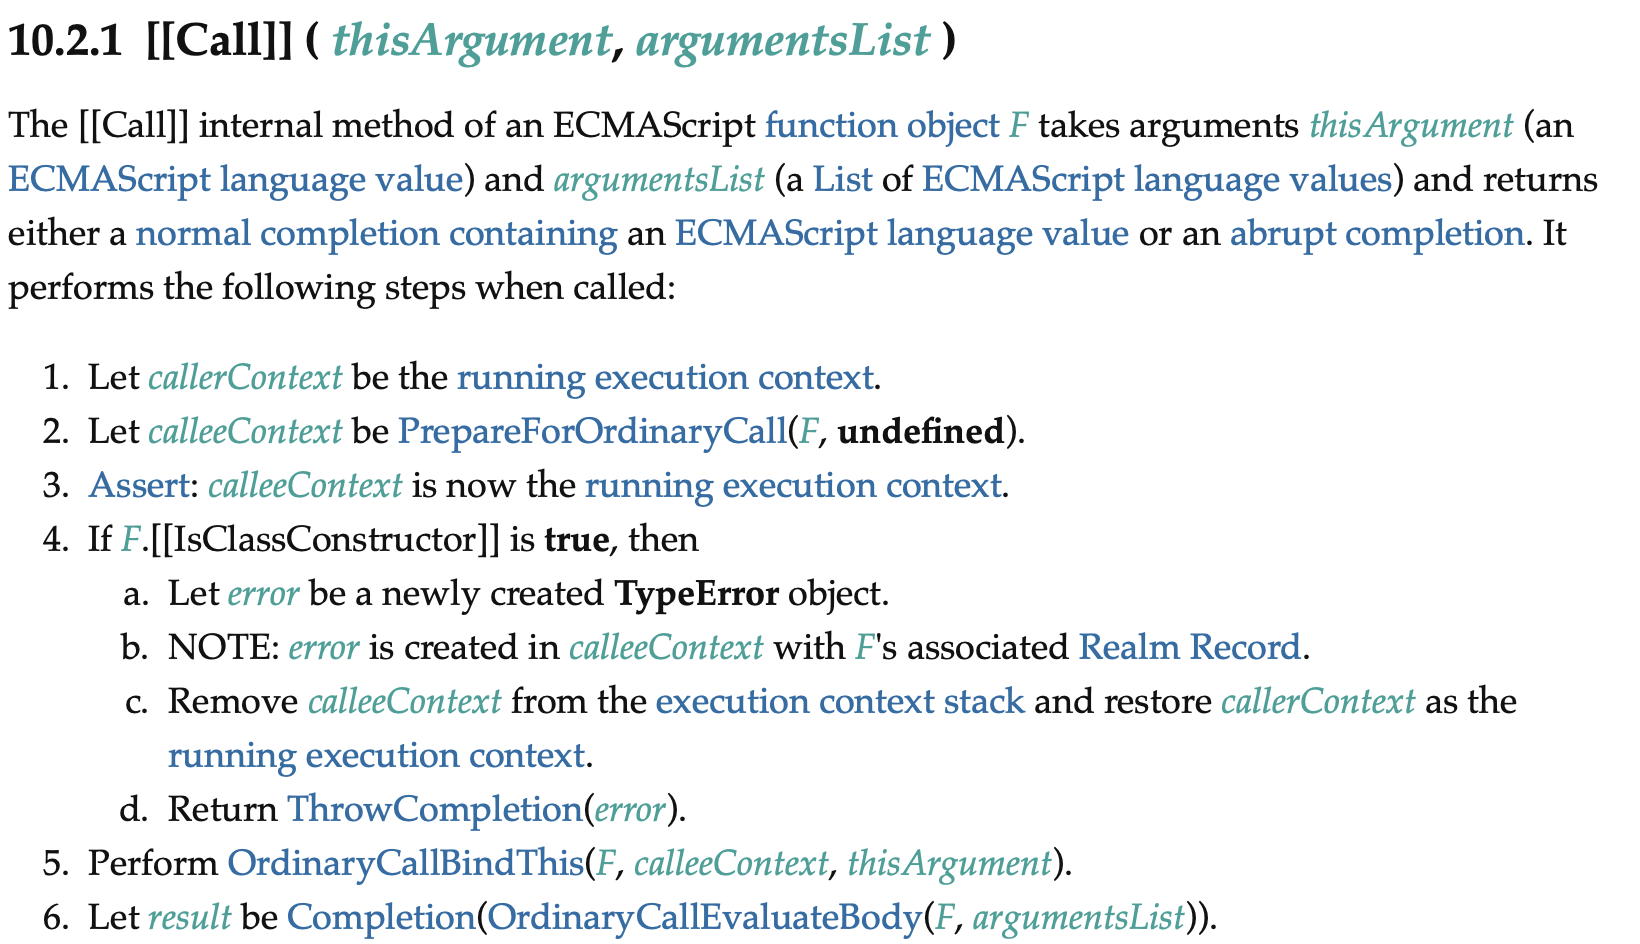 10.2.1 [[Call]] ( thisArgument, argumentsList )
The [[Call]] internal method of an ECMAScript function object F takes arguments thisArgument (an
ECMAScript language value) and argumentsList (a List of ECMAScript language values) and returns
either a normal completion containing an ECMAScript language value or an abrupt completion. It
performs the following steps when called:
1. Let callerContext be the running execution context.
2. Let calleeContext be PrepareForOrdinaryCall(F, undefined).
3. Assert: calleeContext is now the running execution context.
4. If F.[[IsClassConstructor]] is true, then
a. Let error be a newly created TypeError object.
b. NOTE: error is created in calleeContext with F's associated Realm Record.
c. Remove calleeContext from the execution context stack and restore callerContext as the
running execution context.
d. Return ThrowCompletion(error).
5. Perform OrdinaryCallBindThis(F, calleeContext, thisArgument).
6. Let result be Completion(OrdinaryCallEvaluateBody(F, argumentsList)).